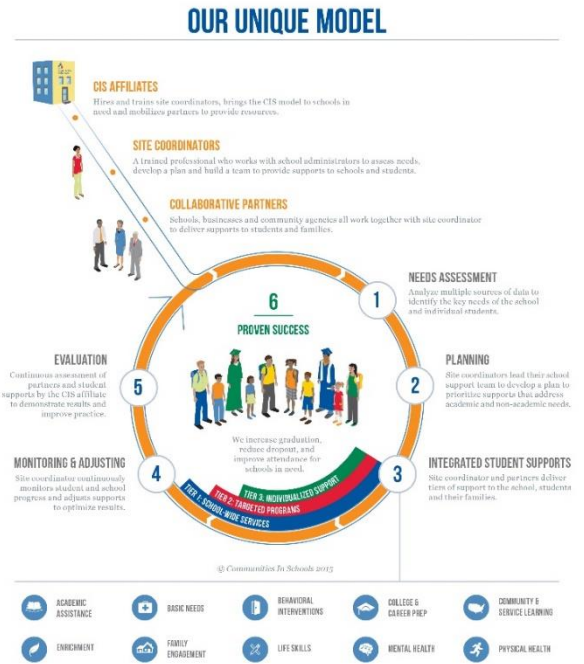 OUR UNIQUE MODEL
CIS AFFILIATES
Hires and trains site coordinators, brings the CIS model to schools in
need and mobilizes partners to provide resources.
SITE COORDINATORS
A trained professional who works with school administrators to assess needs,
develop a plan and build a team to provide supports to schools and students.
COLLABORATIVE PARTNERS
Schools, businesses and community agencies all work together with site coordinator
to deliver supports to students and families.
1
NEEDS ASSESSMENT
Analyze multiple sources of data to
identify the key needs of the school
and individual students.
2
PLANNING
Site coordinators lead their school
support team to develop a plan to
prioritize supports that address
academic and non-academic needs.
3
INTEGRATED STUDENT SUPPORTS
Site coordinator and partners deliver
tiers of support to the school, students
and their families.
TIER 3: INDIVIDUALIZED SUPPORT
TIER 2: TARGETED PROGRAMS
TIER 1: SCHOOL-WIDE SERVICES
4
MONITORING & ADJUSTING
Site coordinator continuously
monitors student and school
progress and adjusts supports
to optimize results.
5
EVALUATION
Continuous assessment of
partners and student
supports by the CIS affiliate
to demonstrate results and
improve practice.
6
PROVEN SUCCESS
We increase graduation,
reduce dropout, and
improve attendance for
schools in need.
© Communities In Schools 2015
ACADEMIC
ASSISTANCE
BASIC NEEDS
BEHAVIORAL
INTERVENTIONS
COLLEGE &
CAREER PREP
COMMUNITY &
SERVICE LEARNING
ENRICHMENT
FAMILY
ENGAGEMENT
LIFE SKILLS
MENTAL HEALTH
PHYSICAL HEALTH